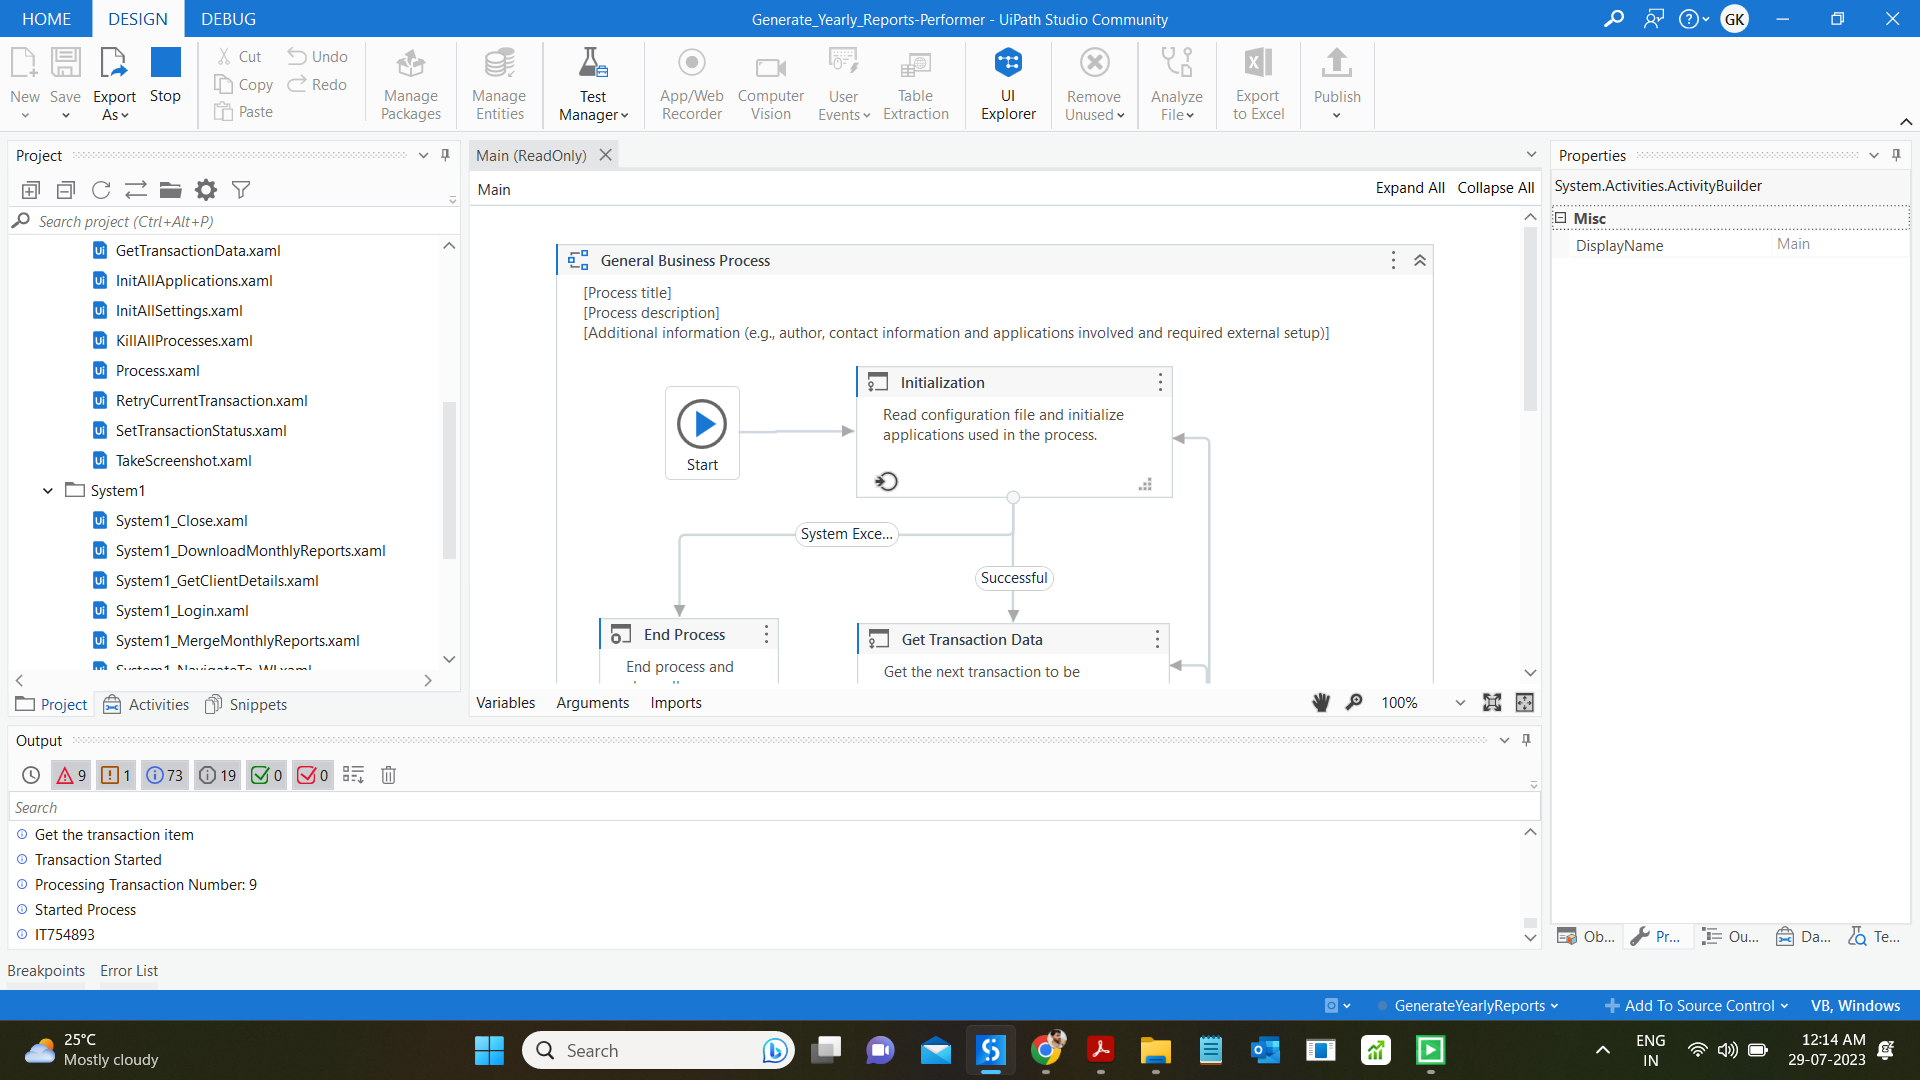 HOME DESIGN DEBUG Generate_Yearly_Reports-Performer - UiPath Studio Community GK
New Save Export As Stop Cut Copy Paste Undo Redo Manage Packages Manage Entities Test Manager App/Web Recorder Computer Vision User Events Table Extraction UI Explorer Remove Unused Analyze File Export to Excel Publish
Project
Search project (Ctrl+Alt+P)
GetTransactionData.xaml
InitAllApplications.xaml
InitAllSettings.xaml
KillAllProcesses.xaml
Process.xaml
RetryCurrentTransaction.xaml
SetTransactionStatus.xaml
TakeScreenshot.xaml
System1
System1_Close.xaml
System1_DownloadMonthlyReports.xaml
System1_GetClientDetails.xaml
System1_Login.xaml
System1_MergeMonthlyReports.xaml
System1_NavigateTo_WI.xaml
Project Activities Snippets
Main (ReadOnly)
Main Expand All Collapse All
General Business Process
[Process title]
[Process description]
[Additional information (e.g., author, contact information and applications involved and required external setup)]
Start
Initialization
Read configuration file and initialize
applications used in the process.
System Exce...
Successful
End Process
End process and
Get Transaction Data
Get the next transaction to be
Variables Arguments Imports 100%
Properties
System.Activities.ActivityBuilder
Misc
DisplayName Main
Ob... Pr... Ou... Da... Te...
Output
9 1 73 19 0 0
Search
Get the transaction item
Transaction Started
Processing Transaction Number: 9
Started Process
IT754893
Breakpoints Error List
GenerateYearlyReports Add To Source Control VB, Windows
25°C
Mostly cloudy
Search
ENG
IN
12:14 AM
29-07-2023